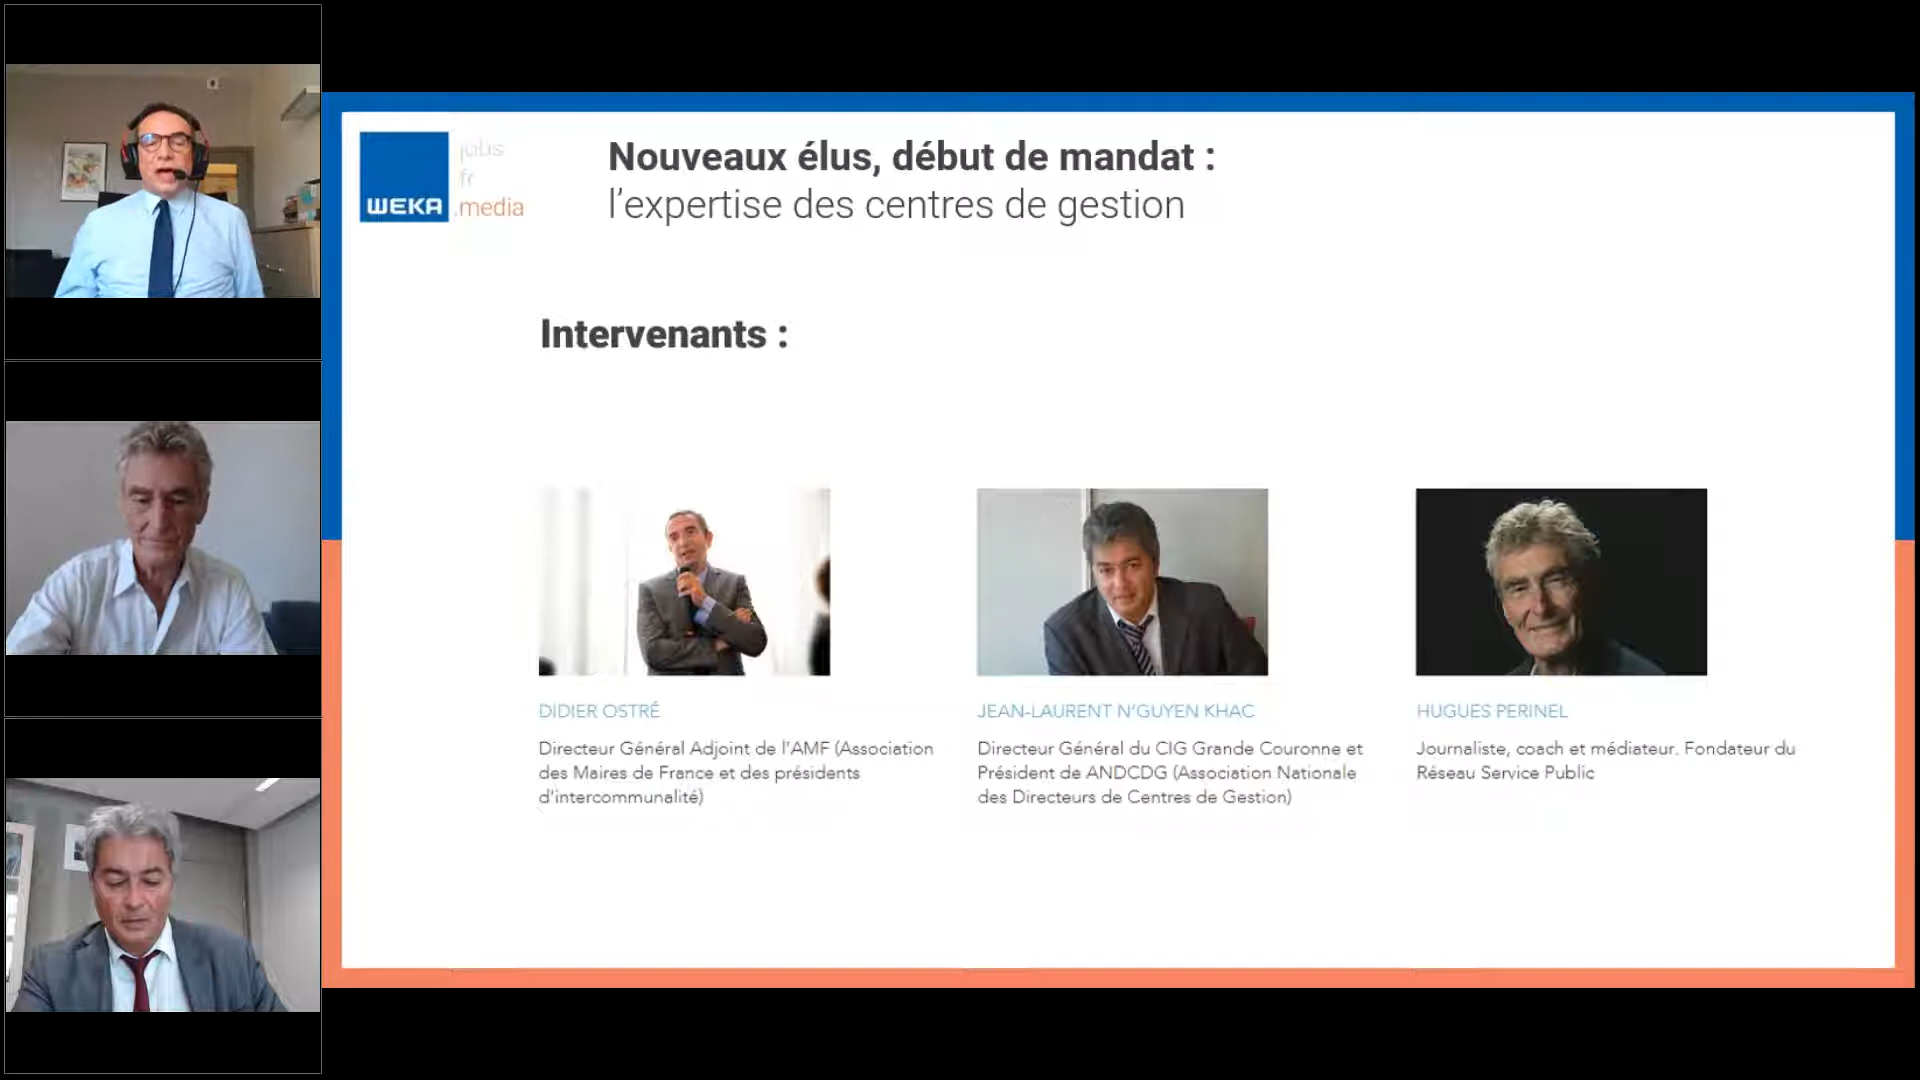 WEKA
jobs
fr
.media
Nouveaux élus, début de mandat :
l'expertise des centres de gestion
Intervenants :
DIDIER OSTRÉ
Directeur Général Adjoint de l'AMF (Association
des Maires de France et des présidents
d'intercommunalité)
JEAN-LAURENT N'GUYEN KHAC
Directeur Général du CIG Grande Couronne et
Président de ANDCDG (Association Nationale
des Directeurs de Centres de Gestion)
HUGUES PERINEL
Journaliste, coach et médiateur. Fondateur du
Réseau Service Public